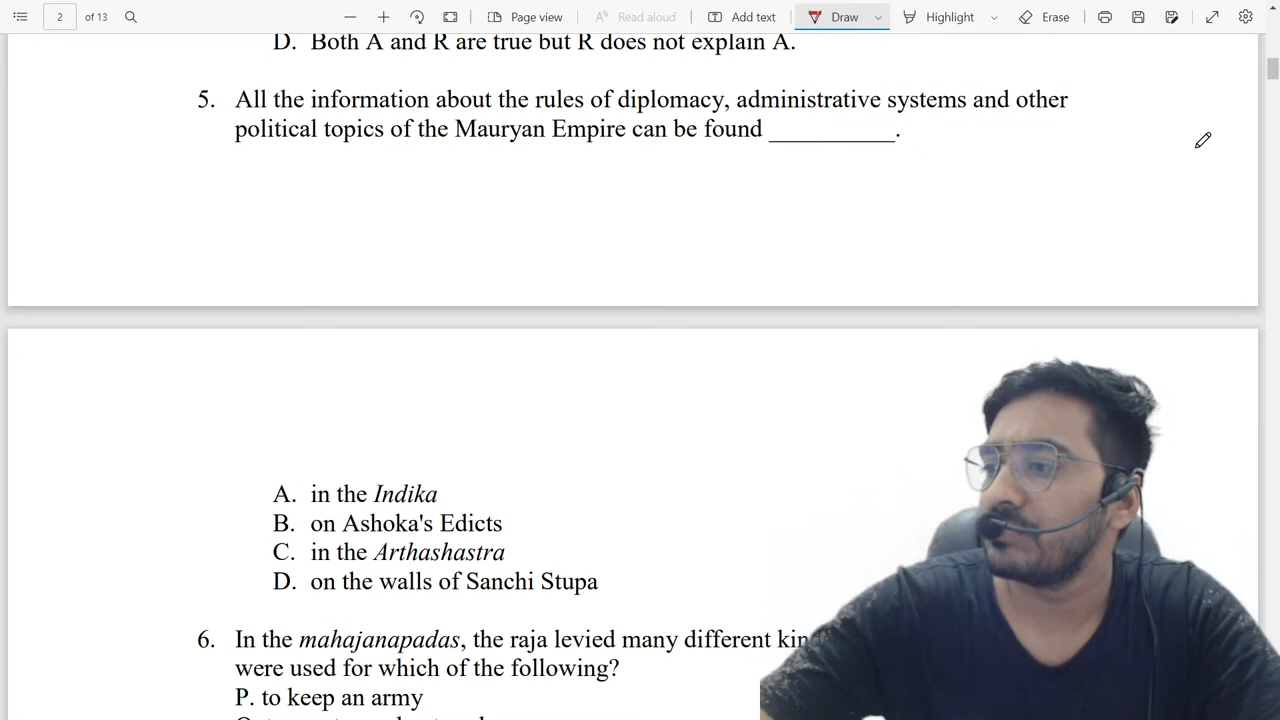 2 of 13 Page view Read aloud Add text Draw Highlight Erase
D. Both A and R are true but R does not explain A.
5. All the information about the rules of diplomacy, administrative systems and other
political topics of the Mauryan Empire can be found __________.
A. in the Indika
B. on Ashoka's Edicts
C. in the Arthashastra
D. on the walls of Sanchi Stupa
6. In the mahajanapadas, the raja levied many different
were used for which of the following?
P. to keep an army